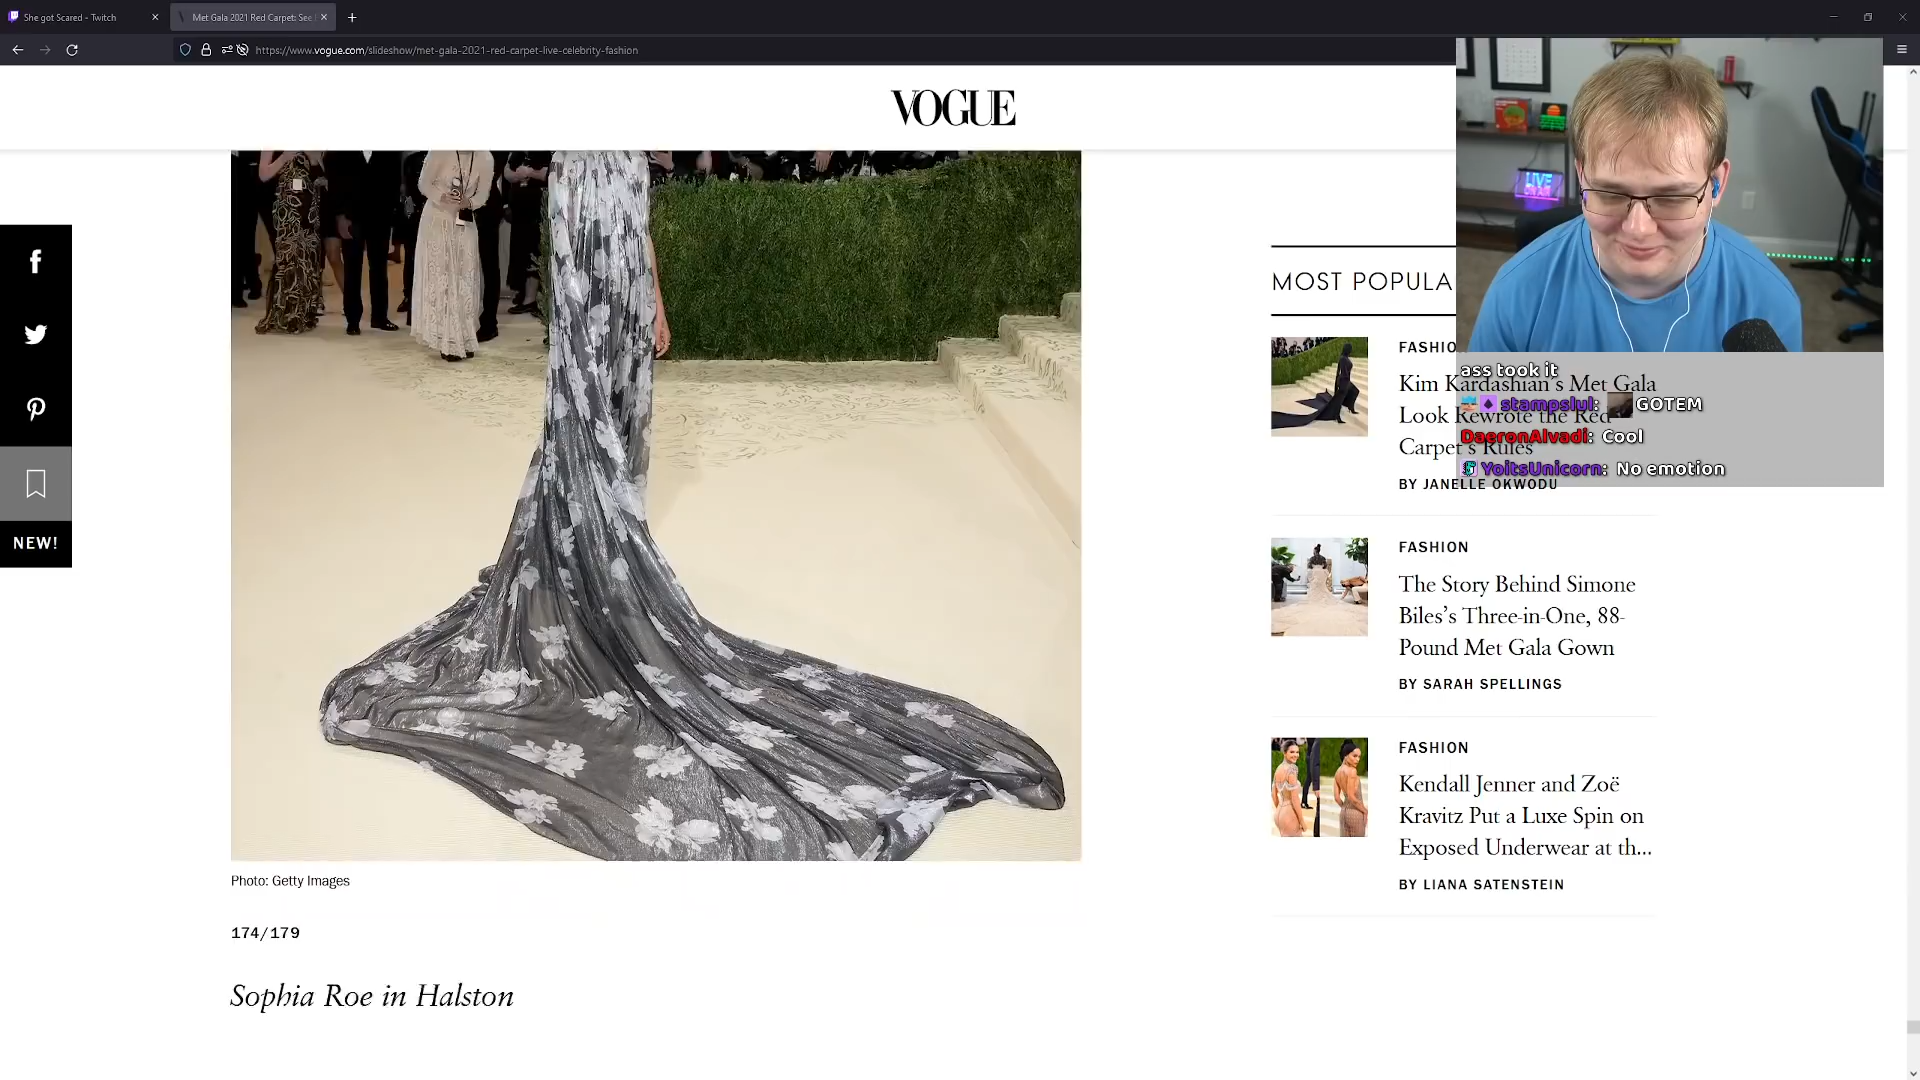 She got Scared - Twitch
Met Gala 2021 Red Carpet: See
https://www.vogue.com/slideshow/met-gala-2021-red-carpet-live-celebrity-fashion
VOGUE
NEW!
Photo: Getty Images
174/179
Sophia Roe in Halston
MOST POPULA
FASHIO
Kim Kardashian's Met Gala
Look Rewrote the Red
Carpet's Rules
BY JANELLE OKWODU
FASHION
The Story Behind Simone
Biles's Three-in-One, 88-
Pound Met Gala Gown
BY SARAH SPELLINGS
FASHION
Kendall Jenner and Zoë
Kravitz Put a Luxe Spin on
Exposed Underwear at th...
BY LIANA SATENSTEIN
LIVE
ass took it
stampslul: GOTEM
DaeronAlvadi: Cool
YoitsUnicorn: No emotion